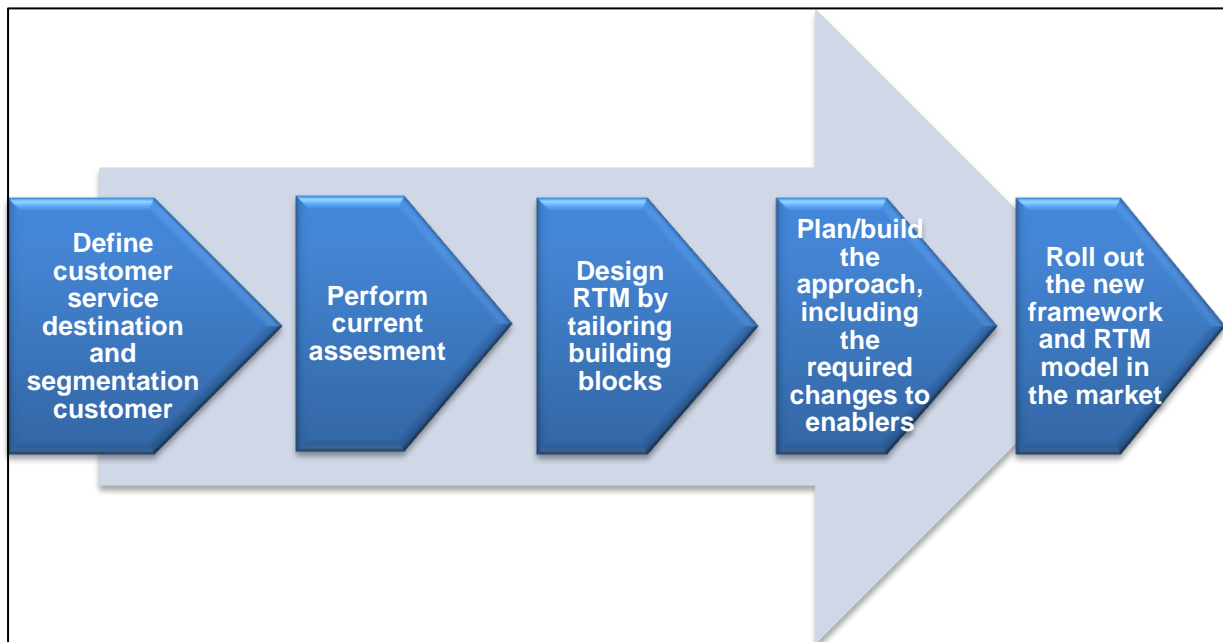 Define
customer
service
destination
and
segmentation
customer
Perform
current
assesment
Design
RTM by
tailoring
building
blocks
Plan/build
the
approach,
including
the
required
changes to
enablers
Roll out
the new
framework
and RTM
model in
the market